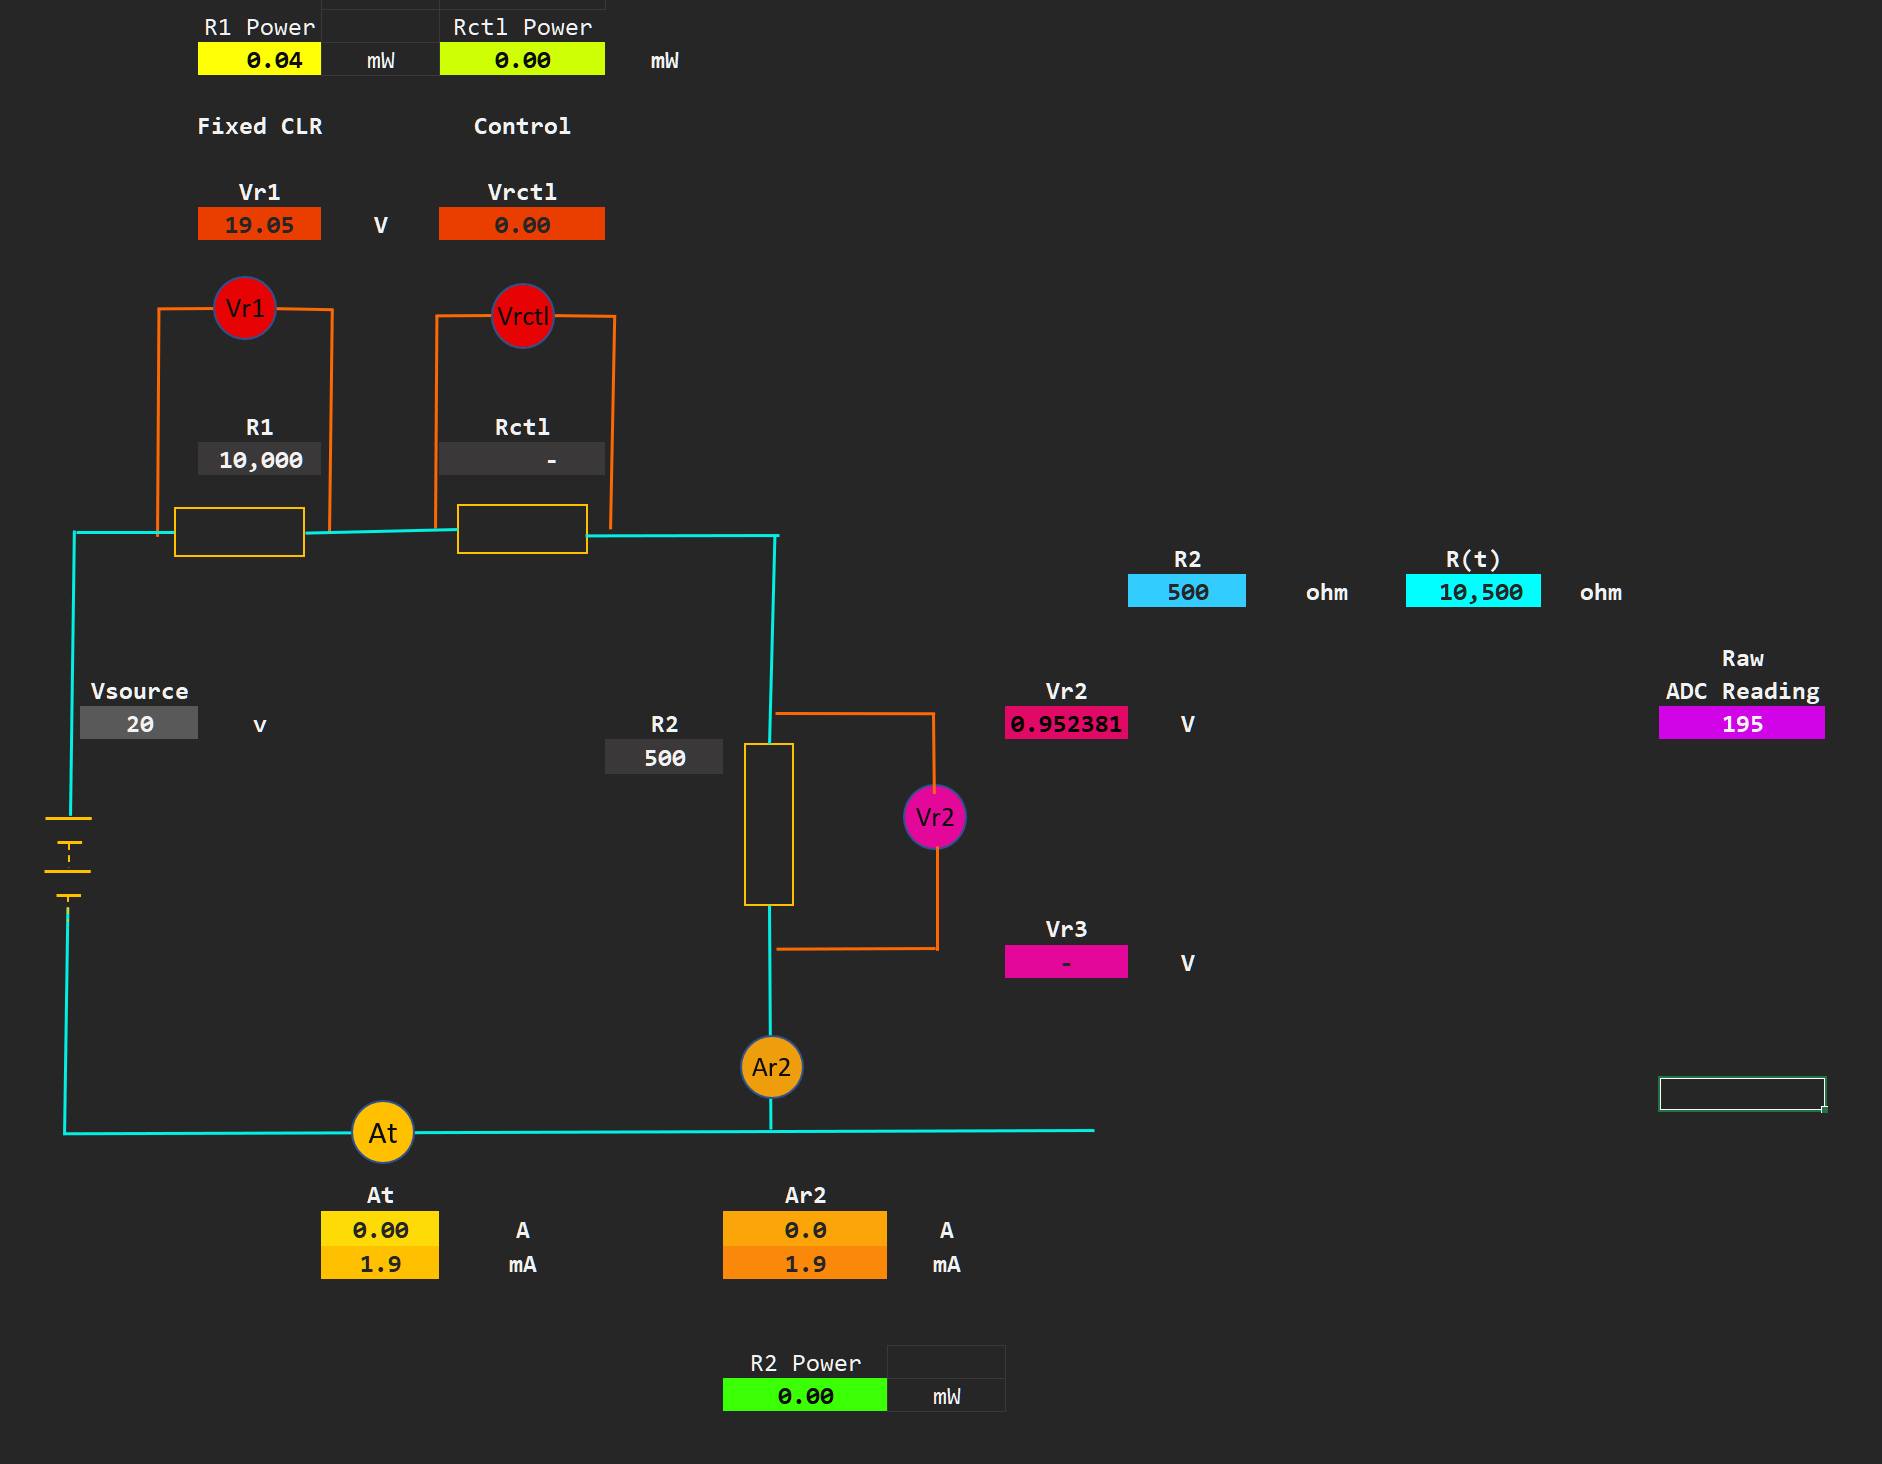 R1 Power Rctl Power
0.04 mW 0.00 mW
Fixed CLR Control
Vr1 Vrctl
19.05 V 0.00
Vr1 Vrctl
R1 Rctl
10,000 -
R2 R(t)
500 ohm 10,500 ohm
Raw
Vsource R2 Vr2 ADC Reading
20 v 0.952381 V 195
500
Vr2
Vr3
- V
Ar2
At
At Ar2
0.00 A 0.0 A
1.9 mA 1.9 mA
R2 Power
0.00 mW